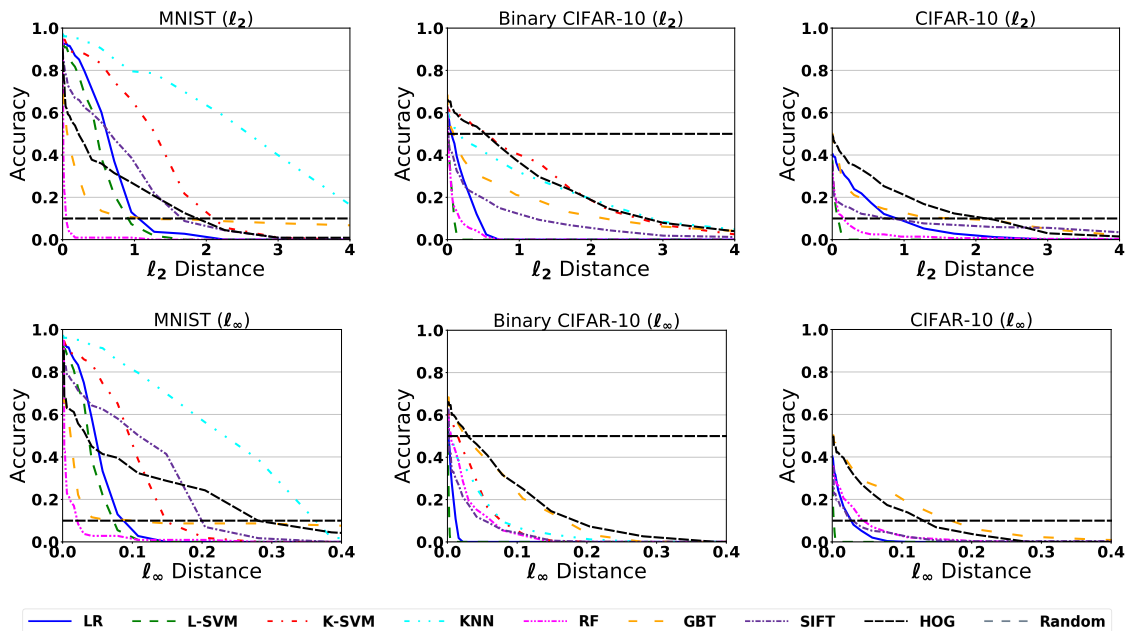 MNIST (ℓ₂)
Binary CIFAR-10 (ℓ₂)
CIFAR-10 (ℓ₂)
Accuracy
1.0
0.8
0.6
0.4
0.2
0.0
0 1 2 3 4
ℓ₂ Distance
Accuracy
1.0
0.8
0.6
0.4
0.2
0.0
0 1 2 3 4
ℓ₂ Distance
Accuracy
1.0
0.8
0.6
0.4
0.2
0.0
0 1 2 3 4
ℓ₂ Distance
MNIST (ℓ∞)
Binary CIFAR-10 (ℓ∞)
CIFAR-10 (ℓ∞)
Accuracy
1.0
0.8
0.6
0.4
0.2
0.0
0 0.1 0.2 0.3 0.4
ℓ∞ Distance
Accuracy
1.0
0.8
0.6
0.4
0.2
0.0
0 0.1 0.2 0.3 0.4
ℓ∞ Distance
Accuracy
1.0
0.8
0.6
0.4
0.2
0.0
0 0.1 0.2 0.3 0.4
ℓ∞ Distance
LR L-SVM K-SVM KNN RF GBT SIFT HOG Random